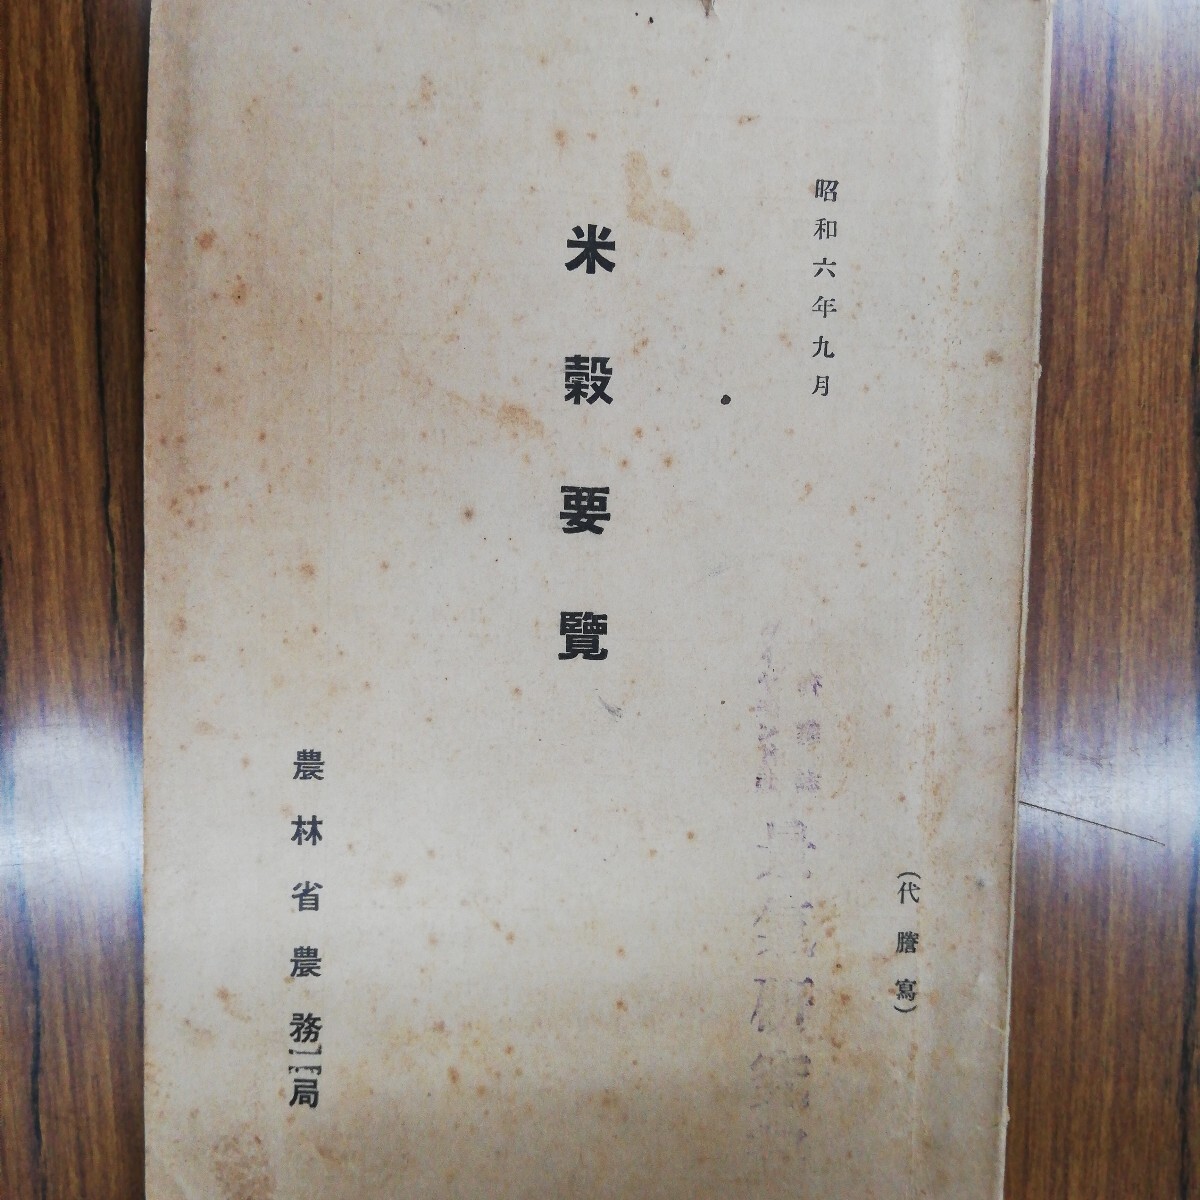 (代謄寫)
昭和六年九月
米穀要覽
農林省農務局